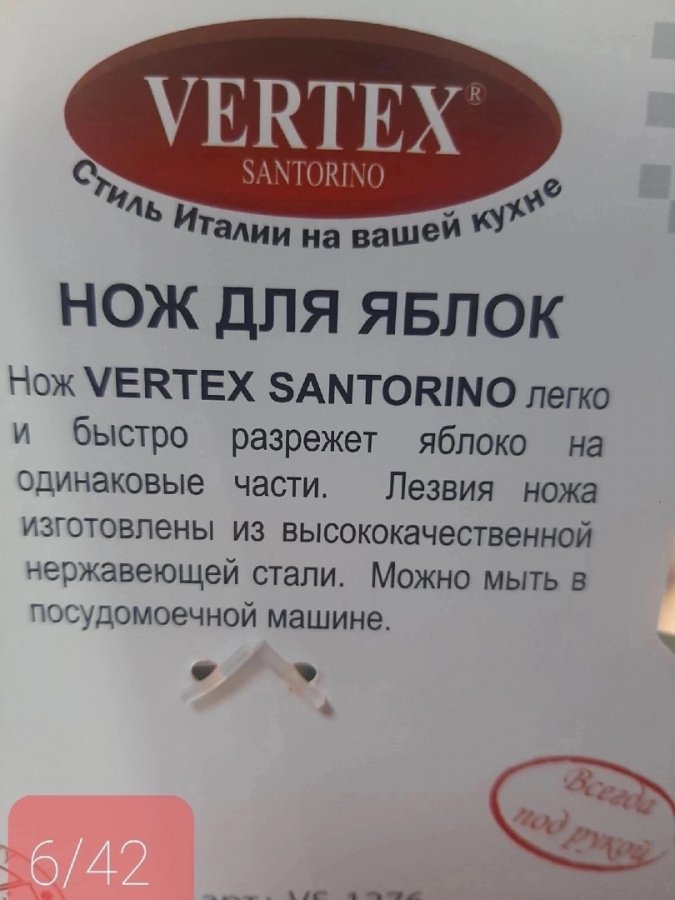 VERTEX®
SANTORINO
Стиль Италии на вашей кухне
НОЖ ДЛЯ ЯБЛОК
Нож VERTEX SANTORINO легко
и быстро разрежет яблоко на
одинаковые части. Лезвия ножа
изготовлены из высококачественной
нержавеющей стали. Можно мыть в
посудомоечной машине.
Всегда
под рукой
6/42